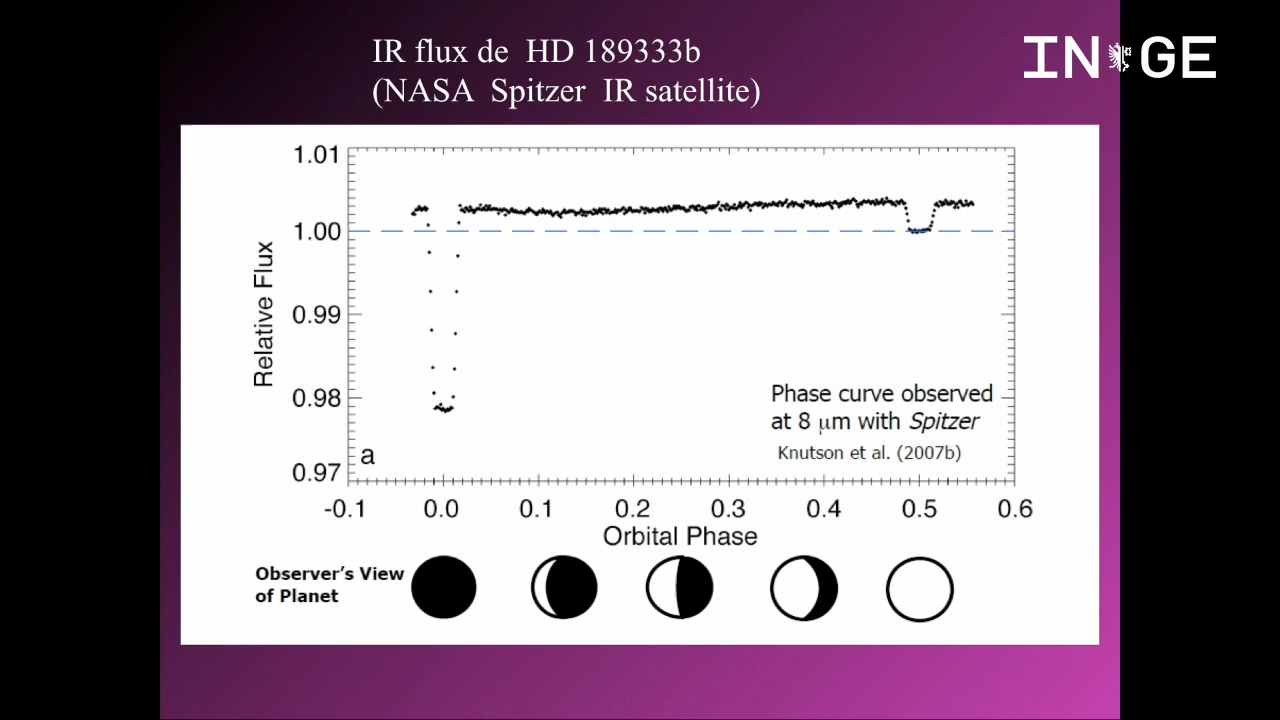 IR flux de HD 189333b
(NASA Spitzer IR satellite)
IN GE
1.01
1.00
0.99
0.98
0.97
Relative Flux
a
Phase curve observed
at 8 μm with Spitzer
Knutson et al. (2007b)
-0.1 0.0 0.1 0.2 0.3 0.4 0.5 0.6
Orbital Phase
Observer's View
of Planet